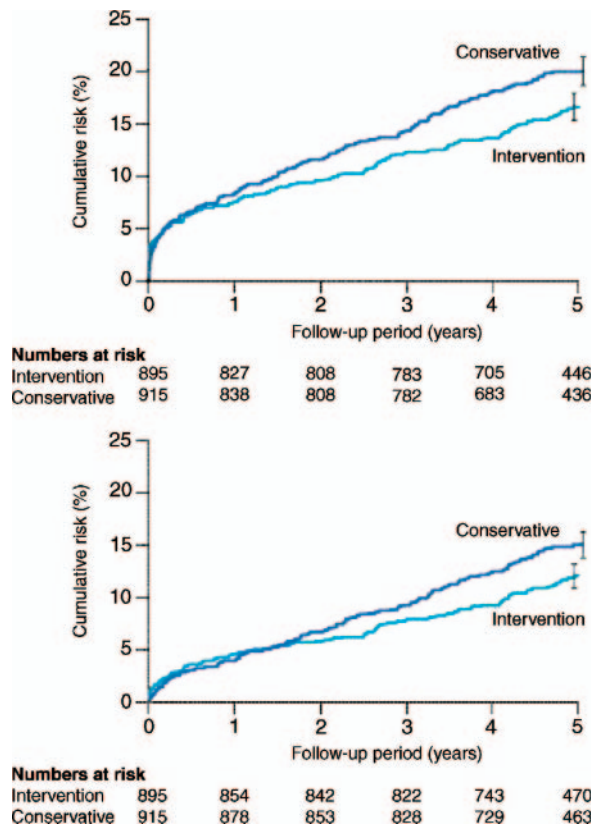 25
20
15
10
5
0
Cumulative risk (%)
Conservative
Intervention
0 1 2 3 4 5
Follow-up period (years)
Numbers at risk
Intervention 895 827 808 783 705 446
Conservative 915 838 808 782 683 436
25
20
15
10
5
0
Cumulative risk (%)
Conservative
Intervention
0 1 2 3 4 5
Follow-up period (years)
Numbers at risk
Intervention 895 854 842 822 743 470
Conservative 915 878 853 828 729 463